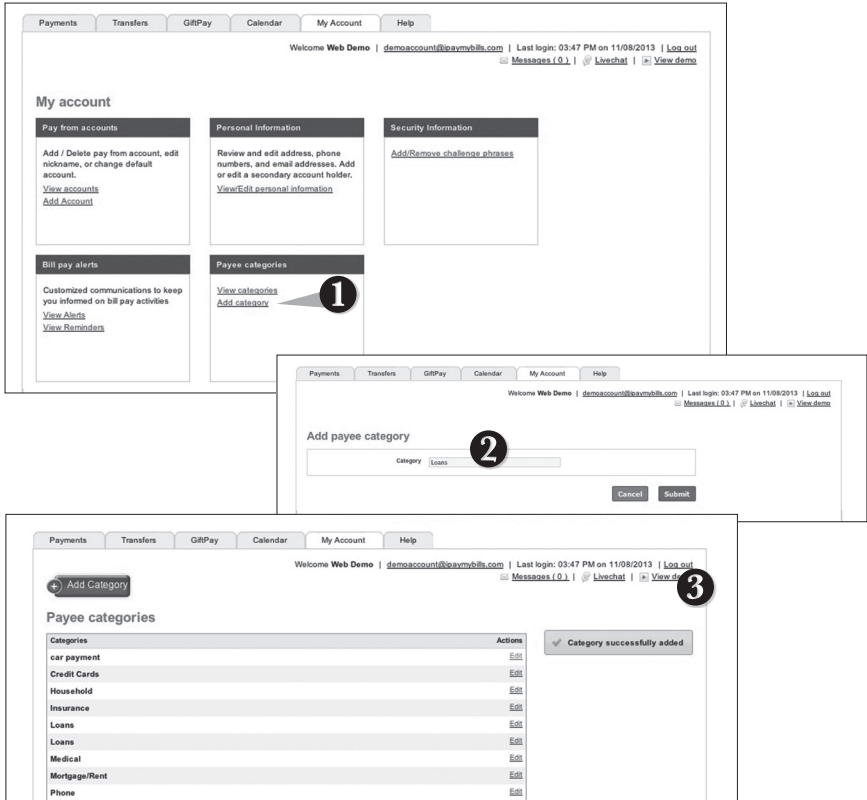 Payments Transfers GiftPay Calendar My Account Help
Welcome Web Demo | demoaccount@ipaymybills.com | Last login: 03:47 PM on 11/08/2013 | Log out
Messages ( 0 ) | Livechat | View demo
My account
Pay from accounts
Add / Delete pay from account, edit
nickname, or change default
account.
View accounts
Add Account
Personal Information
Review and edit address, phone
numbers, and email addresses. Add
or edit a secondary account holder.
View/Edit personal information
Security Information
Add/Remove challenge phrases
Bill pay alerts
Customized communications to keep
you informed on bill pay activities
View Alerts
View Reminders
Payee categories
View categories
Add category
1
Payments Transfers GiftPay Calendar My Account Help
Welcome Web Demo | demoaccount@ipaymybills.com | Last login: 03:47 PM on 11/08/2013 | Log out
Messages ( 0 ) | Livechat | View demo
Add payee category
2
Category Loans
Cancel Submit
Payments Transfers GiftPay Calendar My Account Help
Welcome Web Demo | demoaccount@ipaymybills.com | Last login: 03:47 PM on 11/08/2013 | Log out
Messages ( 0 ) | Livechat | View
3
+ Add Category
Payee categories
Categories Actions
car payment Edit
Credit Cards Edit
Household Edit
Insurance Edit
Loans Edit
Loans Edit
Medical Edit
Mortgage/Rent Edit
Phone Edit
Category successfully added